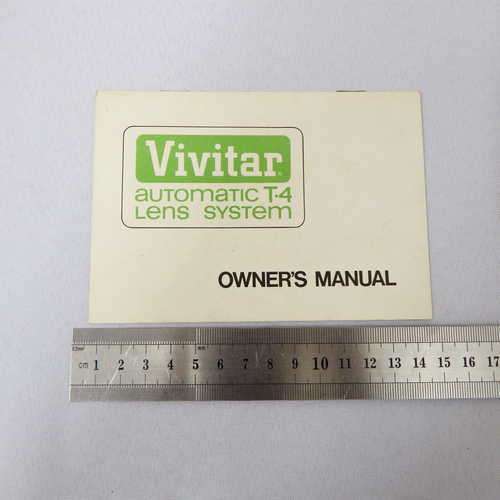 Vivitar
automatic T·4
Lens system
OWNER'S MANUAL
cm 1 2 3 4 5 6 7 8 9 10 11 12 13 14 15 16 17